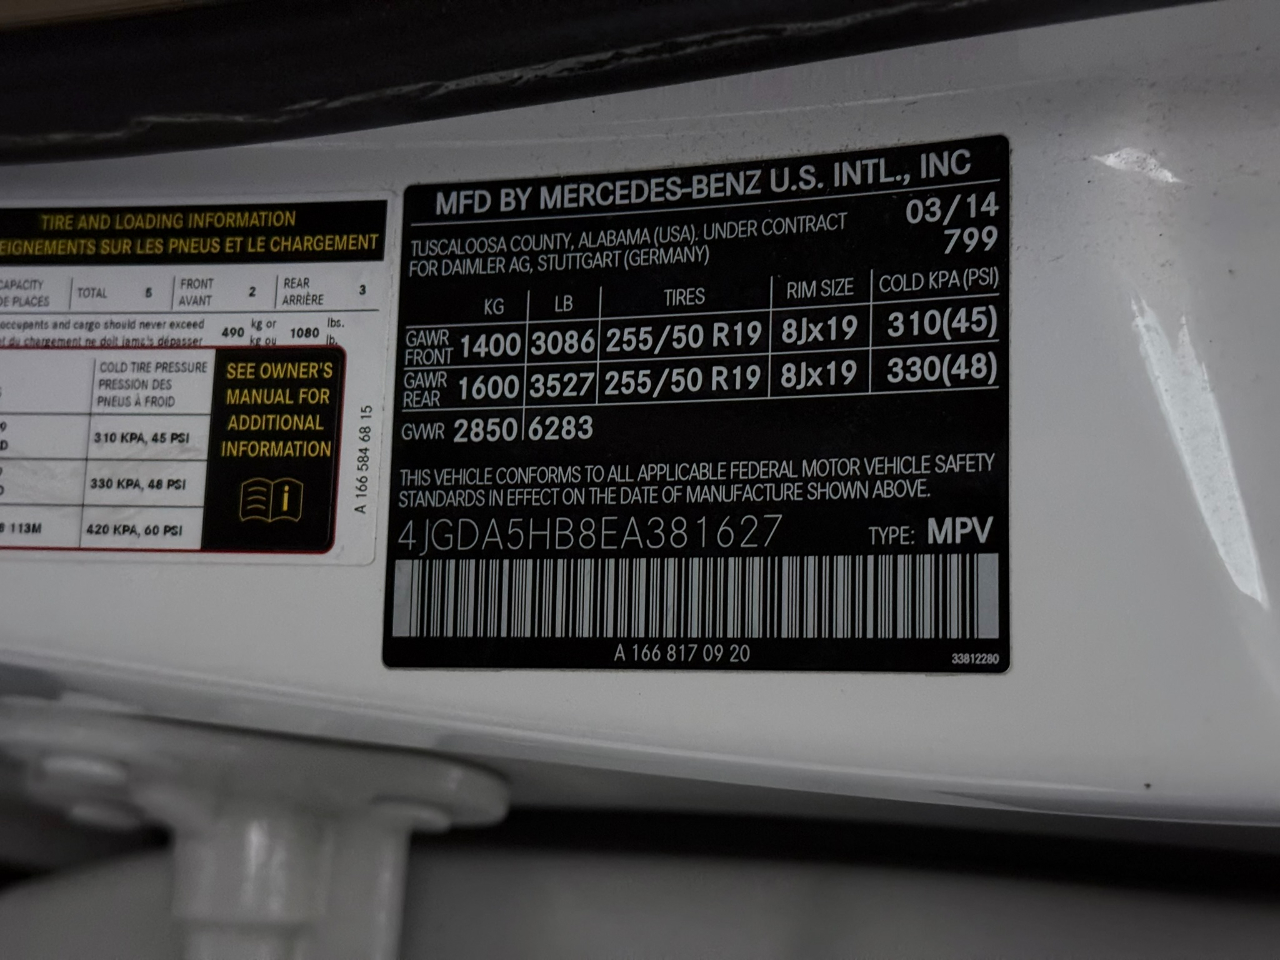 TIRE AND LOADING INFORMATION
EIGNEMENTS SUR LES PNEUS ET LE CHARGEMENT
CAPACITY
DE PLACES
TOTAL 5
FRONT
AVANT 2
REAR
ARRIÈRE 3
occupants and cargo should never exceed
du chargement ne doit jamais dépasser
490 kg or
kg ou
1080 lbs.
lb.
COLD TIRE PRESSURE
PRESSION DES
PNEUS À FROID
310 KPA, 45 PSI
330 KPA, 48 PSI
113M 420 KPA, 60 PSI
SEE OWNER'S
MANUAL FOR
ADDITIONAL
INFORMATION
i
A 166 584 68 15
MFD BY MERCEDES-BENZ U.S. INTL., INC
TUSCALOOSA COUNTY, ALABAMA (USA). UNDER CONTRACT
FOR DAIMLER AG, STUTTGART (GERMANY)
03/14
799
KG LB TIRES RIM SIZE COLD KPA (PSI)
GAWR
FRONT 1400 3086 255/50 R19 8Jx19 310(45)
GAWR
REAR 1600 3527 255/50 R19 8Jx19 330(48)
GVWR 2850 6283
THIS VEHICLE CONFORMS TO ALL APPLICABLE FEDERAL MOTOR VEHICLE SAFETY
STANDARDS IN EFFECT ON THE DATE OF MANUFACTURE SHOWN ABOVE.
4JGDA5HB8EA381627 TYPE: MPV
A 166 817 09 20
33812280